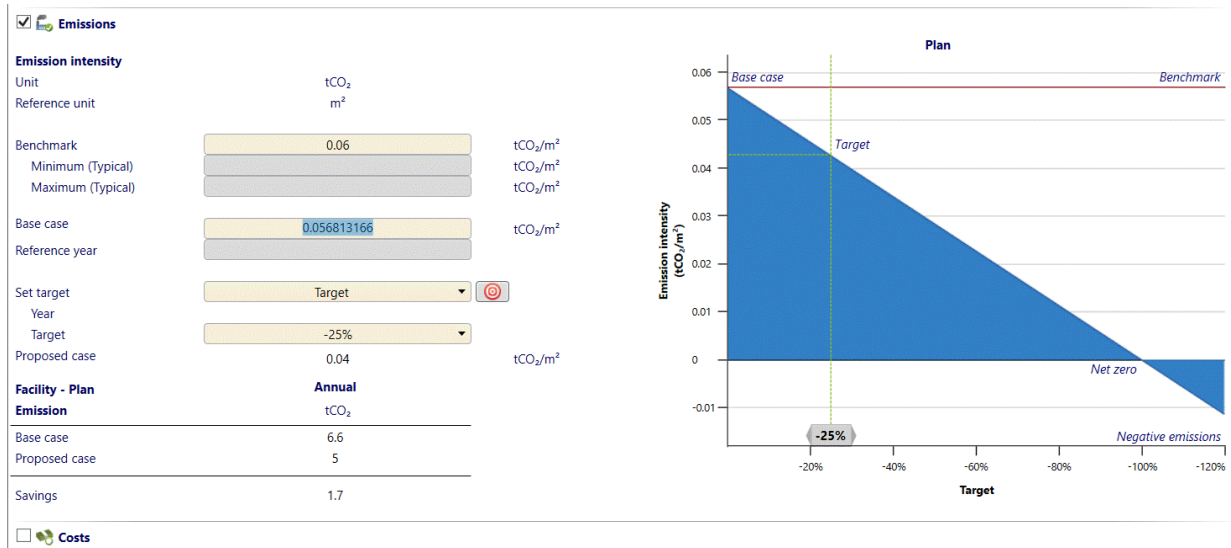 Emissions
Emission intensity
Unit tCO₂
Reference unit m²
Benchmark 0.06 tCO₂/m²
Minimum (Typical) tCO₂/m²
Maximum (Typical) tCO₂/m²
Base case 0.056813166 tCO₂/m²
Reference year
Set target Target
Year
Target -25%
Proposed case 0.04 tCO₂/m²
Facility - Plan Annual
Emission tCO₂
Base case 6.6
Proposed case 5
Savings 1.7
Costs
Plan
0.06
Base case Benchmark
0.05
Target
0.04
0.03
0.02
0.01
0
Net zero
-0.01
-25% Negative emissions
Emission intensity
(tCO₂/m²)
-20% -40% -60% -80% -100% -120%
Target